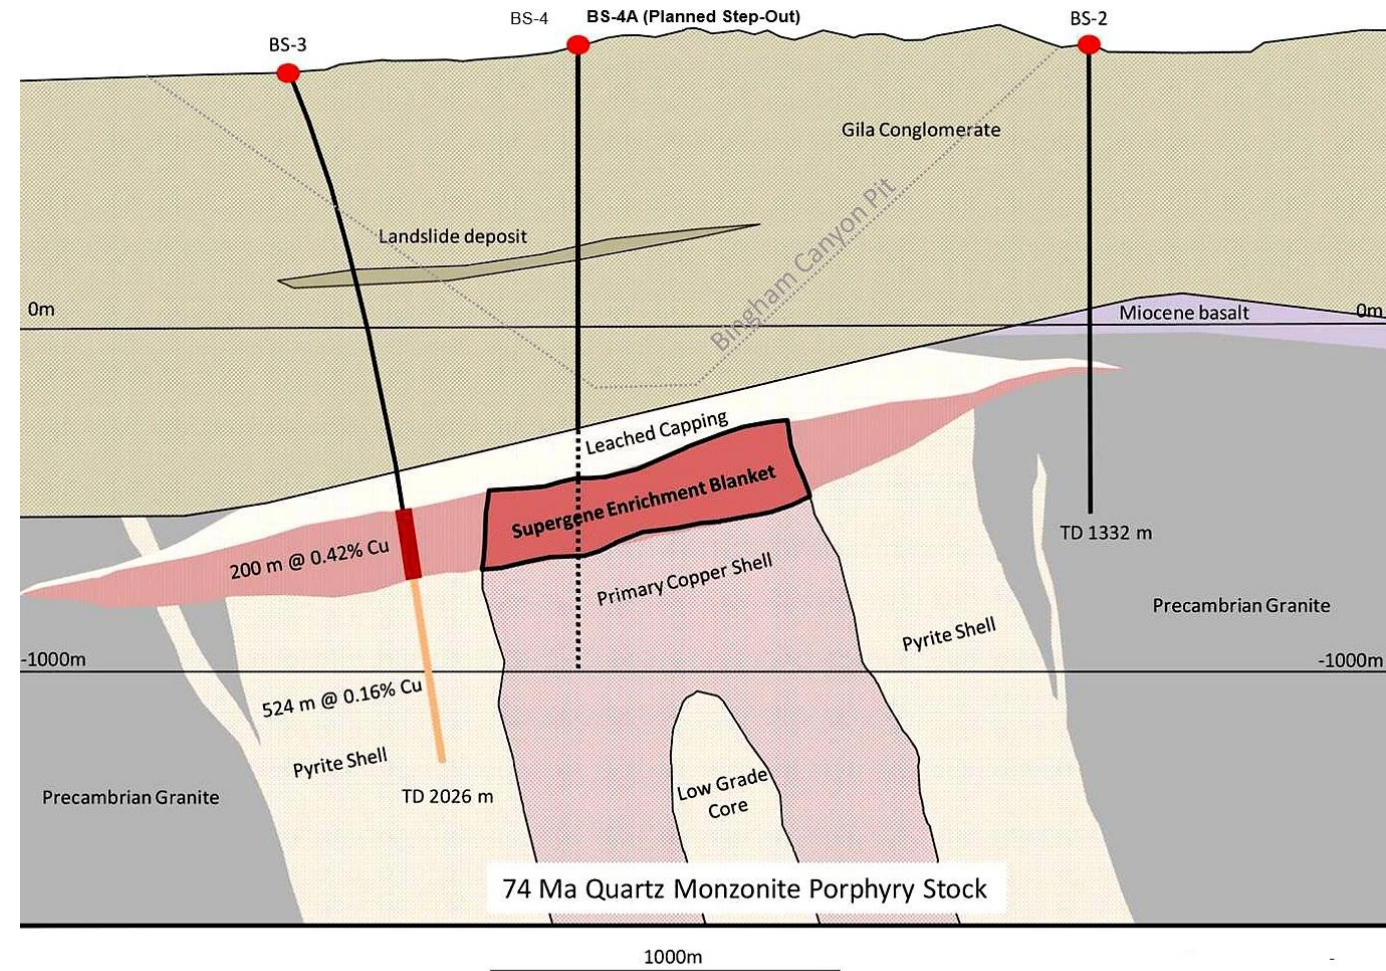 BS-3
BS-4
BS-4A (Planned Step-Out)
BS-2
Gila Conglomerate
Landslide deposit
Bingham Canyon Pit
0m
Miocene basalt
0m
Leached Capping
Supergene Enrichment Blanket
200 m @ 0.42% Cu
TD 1332 m
Primary Copper Shell
Precambrian Granite
Pyrite Shell
-1000m
-1000m
524 m @ 0.16% Cu
Pyrite Shell
Low Grade
Core
Precambrian Granite
TD 2026 m
74 Ma Quartz Monzonite Porphyry Stock
1000m